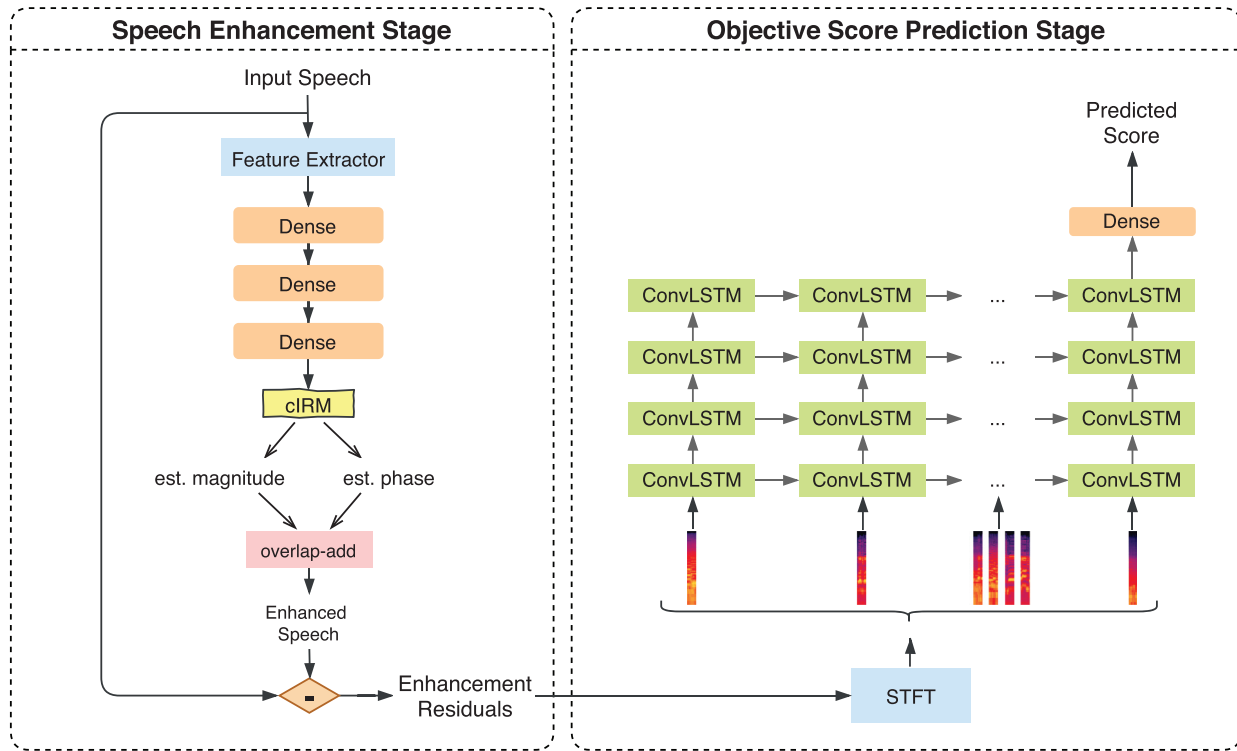 Speech Enhancement Stage
Input Speech
Feature Extractor
Dense
Dense
Dense
cIRM
est. magnitude est. phase
overlap-add
Enhanced
Speech
-
Enhancement
Residuals
Objective Score Prediction Stage
Predicted
Score
Dense
ConvLSTM ConvLSTM ... ConvLSTM
ConvLSTM ConvLSTM ... ConvLSTM
ConvLSTM ConvLSTM ... ConvLSTM
ConvLSTM ConvLSTM ... ConvLSTM
STFT